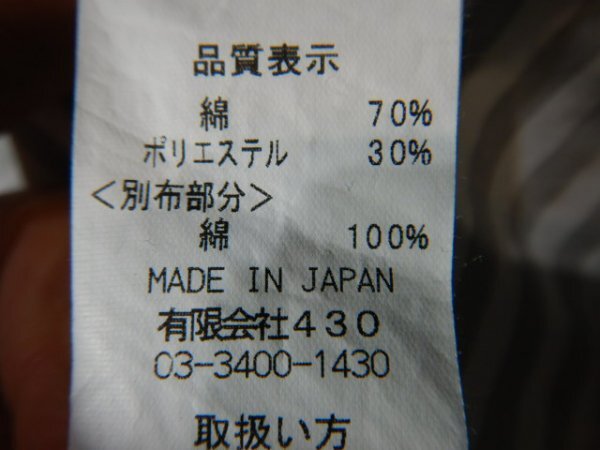 品質表示
綿 70%
ポリエステル 30%
<別布部分>
綿 100%
MADE IN JAPAN
有限会社430
03-3400-1430
取扱い方